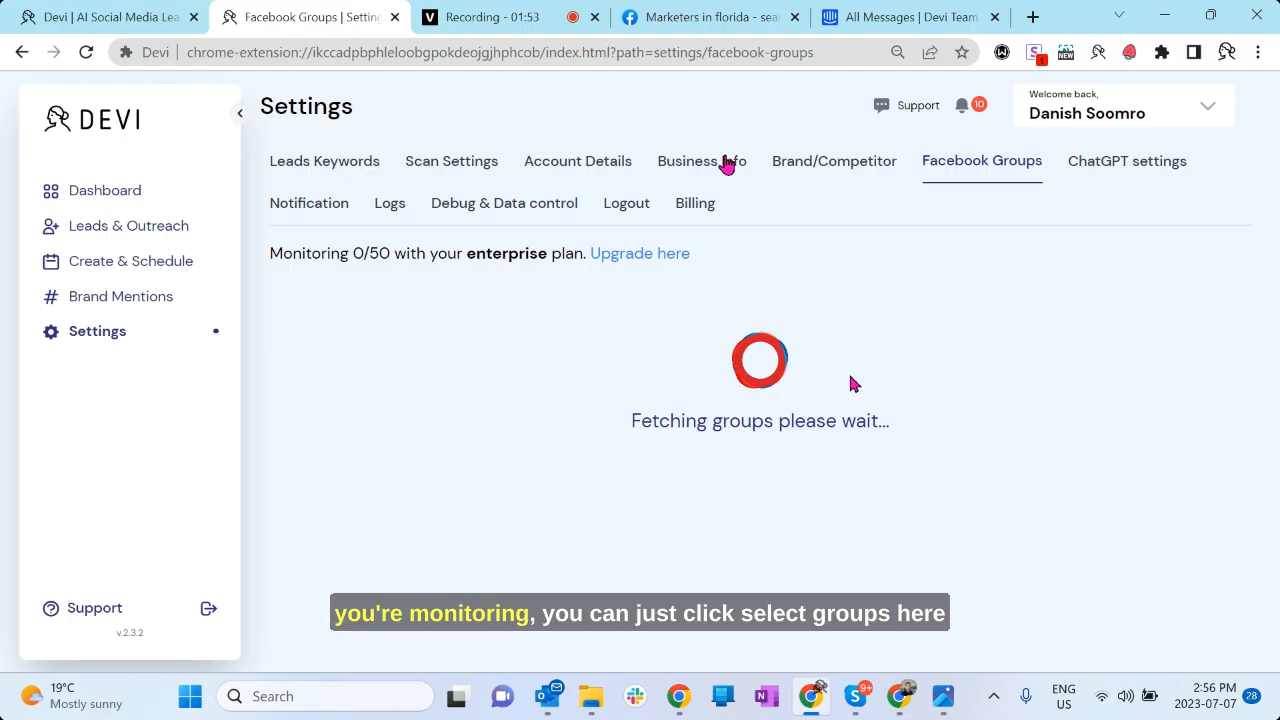 Devi | AI Social Media Lea
Facebook Groups | Settin
Recording - 01:53
Marketers in florida - sea
All Messages | Devi Team
Devi
chrome-extension://ikccadpbphleloobgpokdeojgjhphcob/index.html?path=settings/facebook-groups
1
NEW
DEVI
Settings
Support
10
Welcome back,
Danish Soomro
Leads Keywords
Scan Settings
Account Details
Business Info
Brand/Competitor
Facebook Groups
ChatGPT settings
Notification
Logs
Debug & Data control
Logout
Billing
Dashboard
Leads & Outreach
Create & Schedule
Brand Mentions
Settings
Monitoring 0/50 with your enterprise plan. Upgrade here
Fetching groups please wait...
Support
v.2.3.2
you're monitoring, you can just click select groups here
19°C
Mostly sunny
Search
9+
ENG
US
2:56 PM
2023-07-07
28